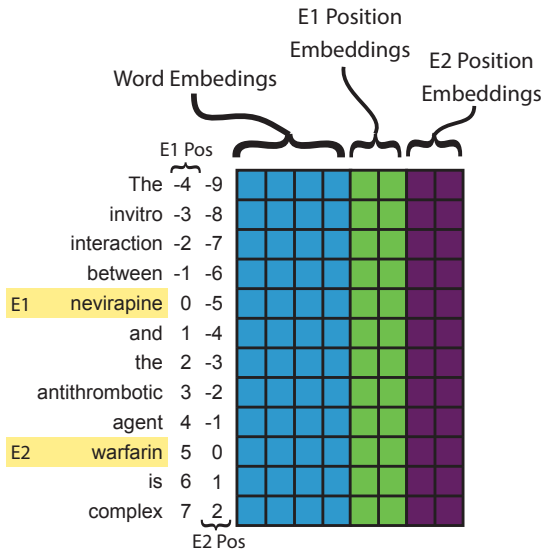 E1 Position
Embeddings
E2 Position
Embeddings
Word Embedings
E1 Pos
The -4 -9
invitro -3 -8
interaction -2 -7
between -1 -6
E1 nevirapine 0 -5
and 1 -4
the 2 -3
antithrombotic 3 -2
agent 4 -1
E2 warfarin 5 0
is 6 1
complex 7 2
E2 Pos